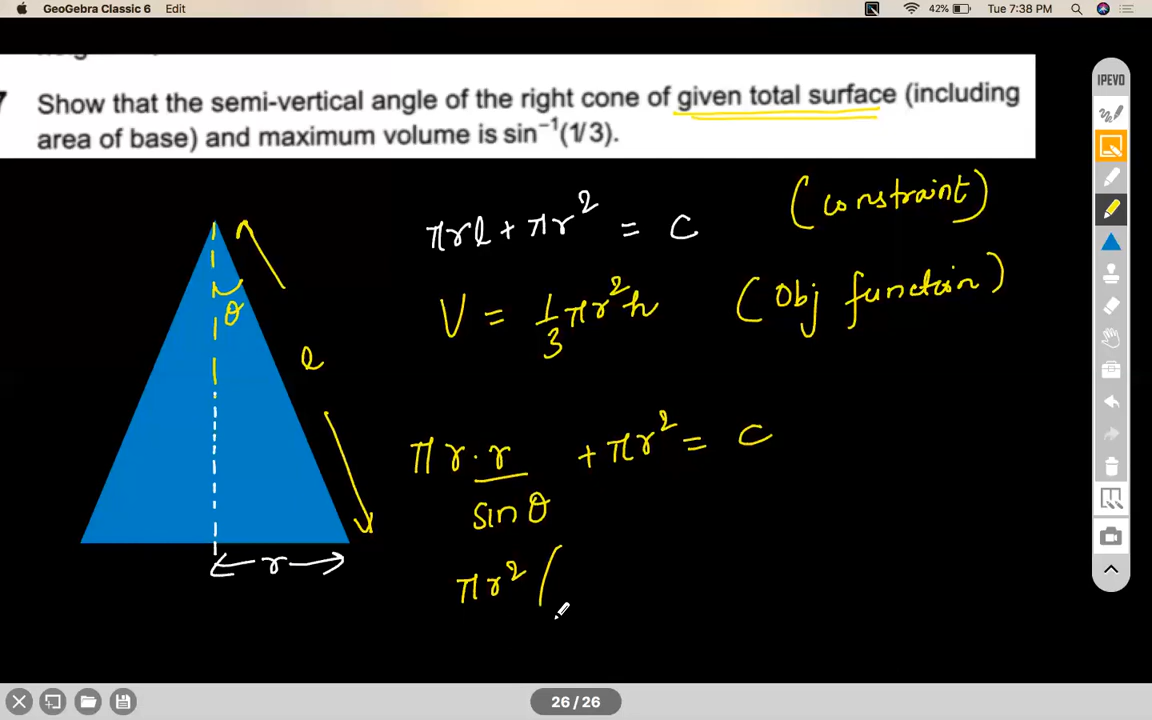 GeoGebra Classic 6 Edit 42% Tue 7:38 PM
7 Show that the semi-vertical angle of the right cone of given total surface (including
area of base) and maximum volume is sin⁻¹(1/3).
IPEVO
πrl + πr² = c (constraint)
V = 1/3 πr²h (Obj function)
θ
l
πr · r/sinθ + πr² = c
r
πr² (
26 / 26